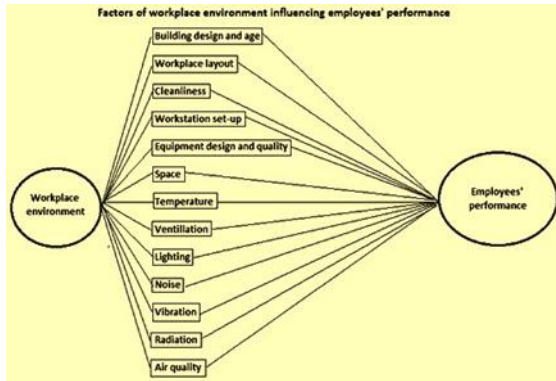 Factors of workplace environment influencing employees' performance
Building design and age
Workplace layout
Cleanliness
Workstation set-up
Equipment design and quality
Space
Workplace
environment
Temperature
Employees'
performance
Ventillation
Lighting
Noise
Vibration
Radiation
Air quality